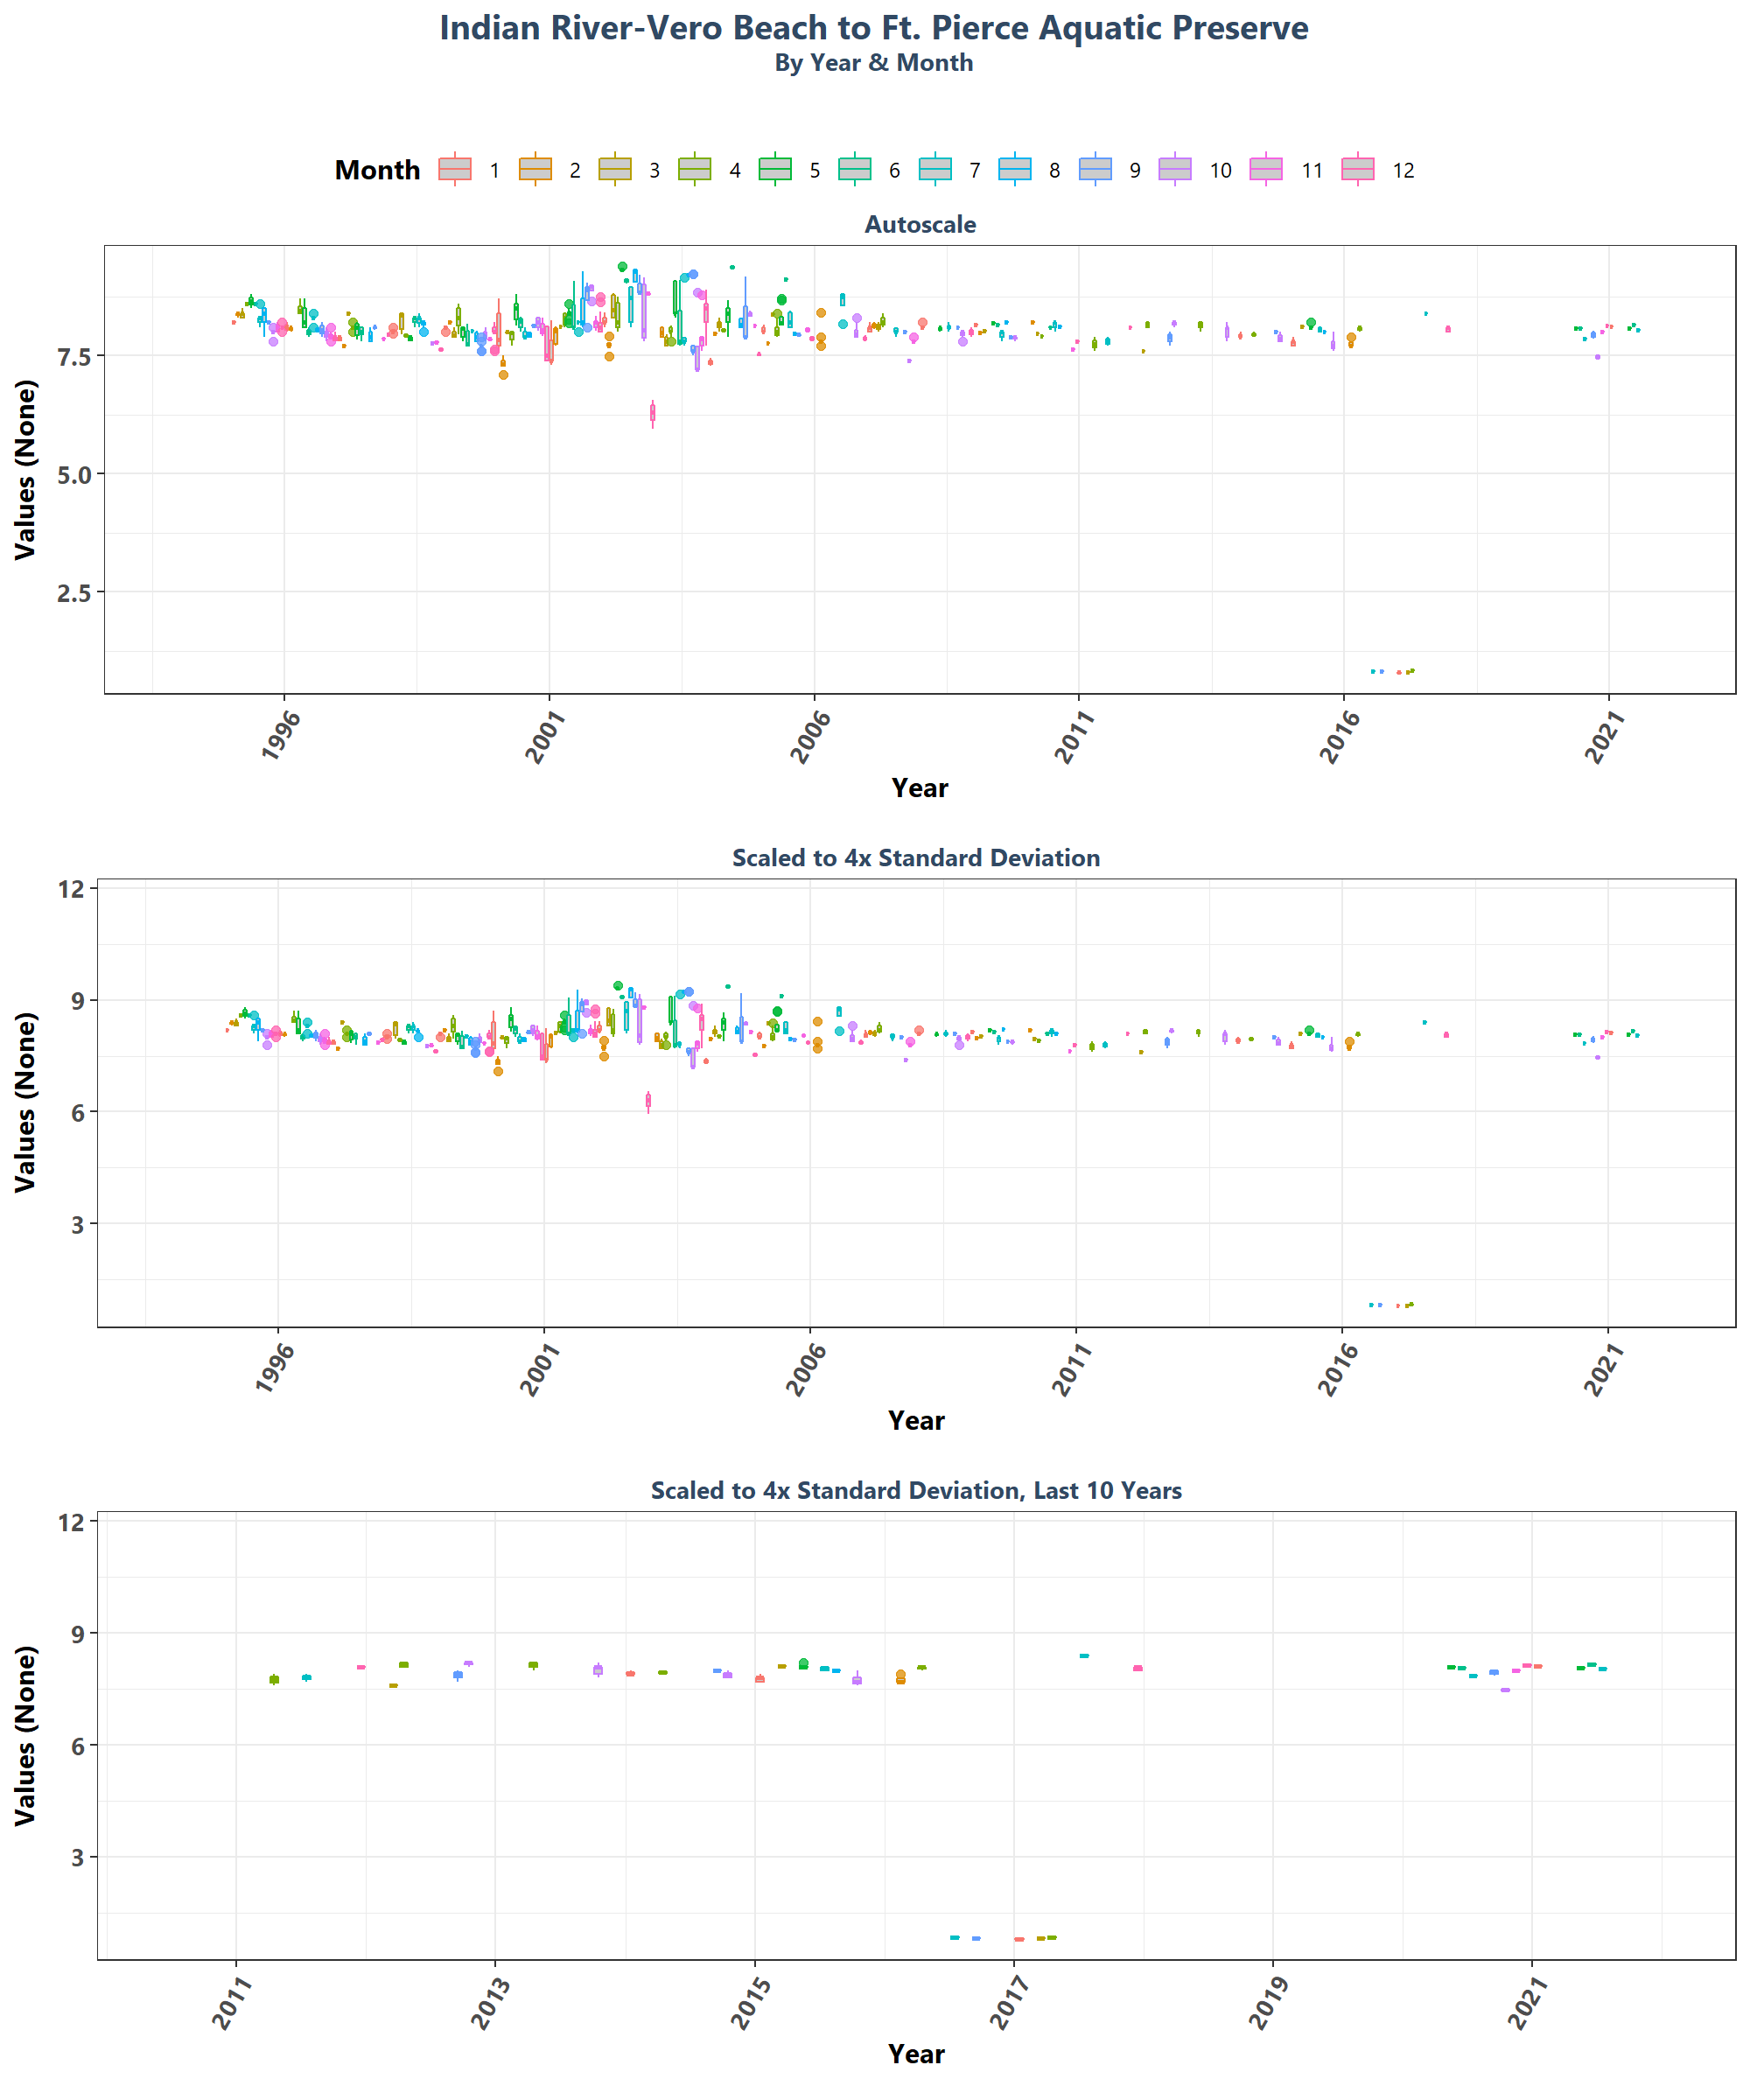 Indian River-Vero Beach to Ft. Pierce Aquatic Preserve
By Year & Month
Month 1 2 3 4 5 6 7 8 9 10 11 12
Autoscale
Values (None)
7.5
5.0
2.5
1996 2001 2006 2011 2016 2021
Year
Scaled to 4x Standard Deviation
Values (None)
12
9
6
3
1996 2001 2006 2011 2016 2021
Year
Scaled to 4x Standard Deviation, Last 10 Years
Values (None)
12
9
6
3
2011 2013 2015 2017 2019 2021
Year